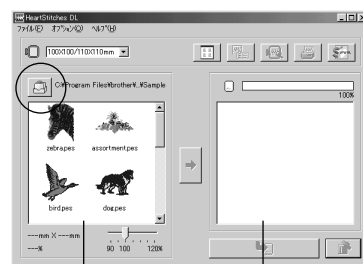 HeartStitches DL
ファイル(F) オプション(O) ヘルプ(H)
100X100/110X110mm
C:¥Program Files¥brother¥..¥Sample
100%
zebra.pes assortment.pes
bird.pes dog.pes
---mm X ---mm
---% 90 100 120%